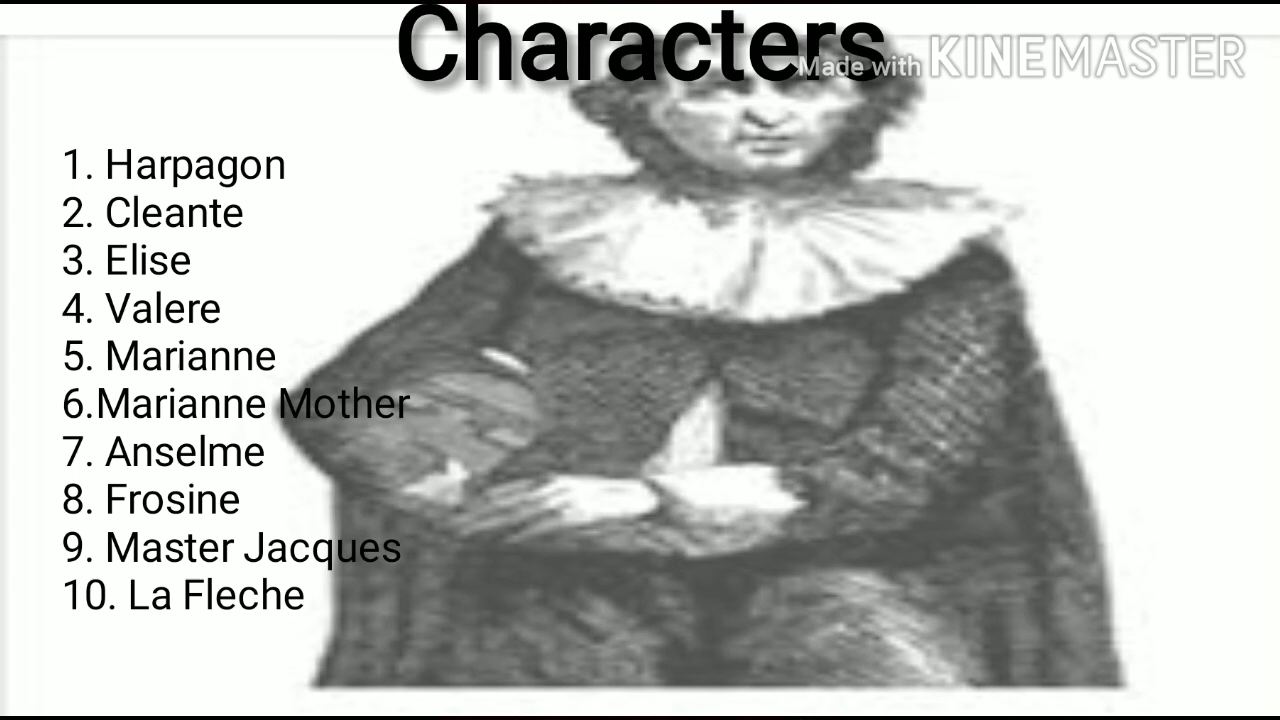 Characters
Made with KINEMASTER
1. Harpagon
2. Cleante
3. Elise
4. Valere
5. Marianne
6.Marianne Mother
7. Anselme
8. Frosine
9. Master Jacques
10. La Fleche